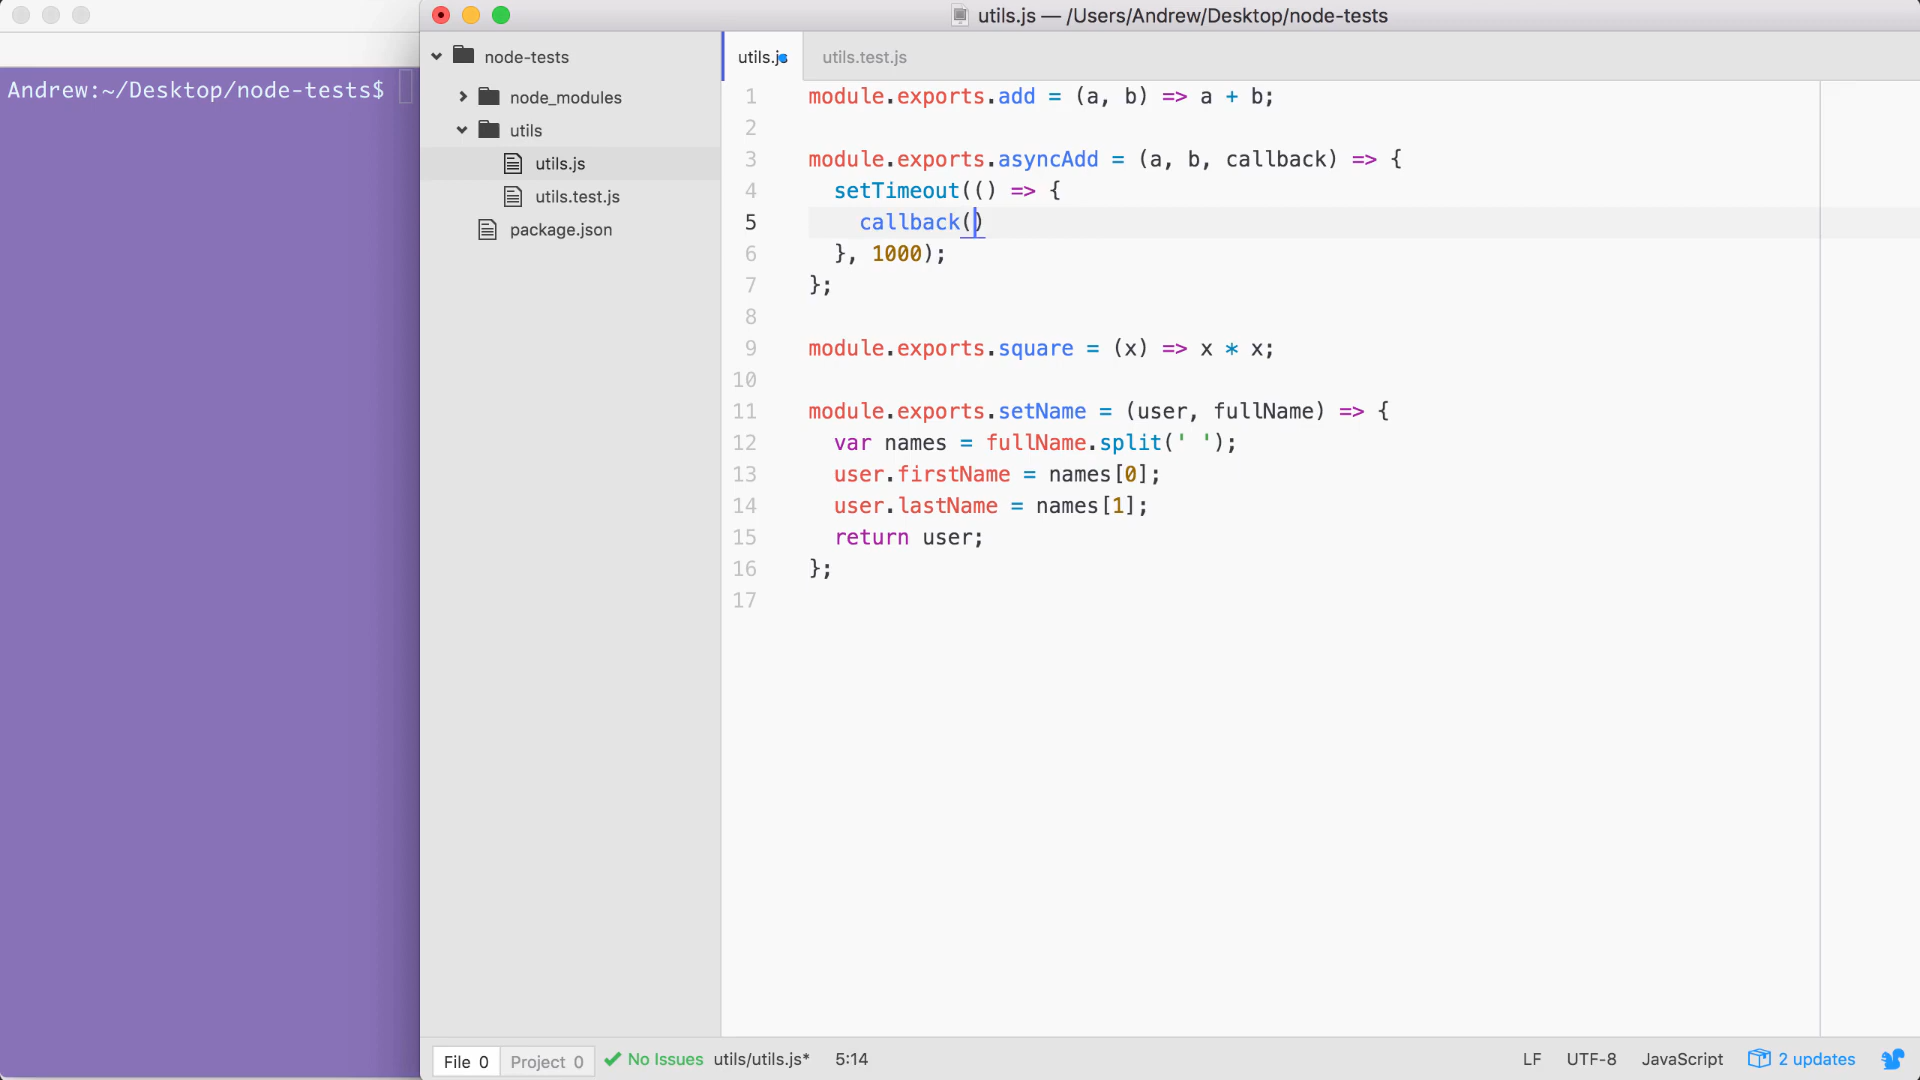 utils.js — /Users/Andrew/Desktop/node-tests
Andrew:~/Desktop/node-tests$
node-tests
node_modules
utils
utils.js
utils.test.js
package.json
utils.js
utils.test.js
1 module.exports.add = (a, b) => a + b;
2
3 module.exports.asyncAdd = (a, b, callback) => {
4 setTimeout(() => {
5 callback()
6 }, 1000);
7 };
8
9 module.exports.square = (x) => x * x;
10
11 module.exports.setName = (user, fullName) => {
12 var names = fullName.split(' ');
13 user.firstName = names[0];
14 user.lastName = names[1];
15 return user;
16 };
17
File 0 Project 0 No Issues utils/utils.js* 5:14 LF UTF-8 JavaScript 2 updates